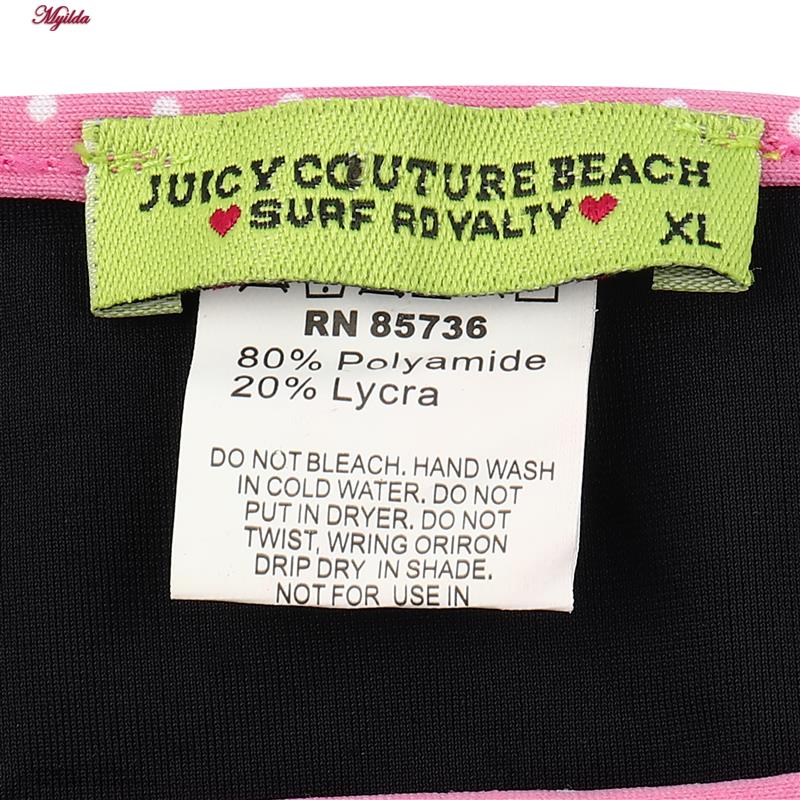 Myilda
JUICY COUTURE BEACH
SURF ROYALTY
XL
RN 85736
80% Polyamide
20% Lycra
DO NOT BLEACH. HAND WASH
IN COLD WATER. DO NOT
PUT IN DRYER. DO NOT
TWIST, WRING ORIRON
DRIP DRY IN SHADE.
NOT FOR USE IN